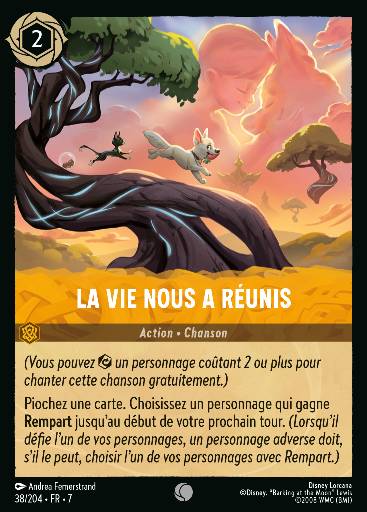 2
LA VIE NOUS A RÉUNIS
Action • Chanson
(Vous pouvez un personnage coûtant 2 ou plus pour
chanter cette chanson gratuitement.)
Piochez une carte. Choisissez un personnage qui gagne
Rempart jusqu'au début de votre prochain tour. (Lorsqu'il
défie l'un de vos personnages, un personnage adverse doit,
s'il le peut, choisir l'un de vos personnages avec Rempert.)
Andrea Femerstrand
38/204 • FR • 7
Disney Lorcana
©Disney, "Barking at the Moon" Lewis
©2008 WMC (BMI)